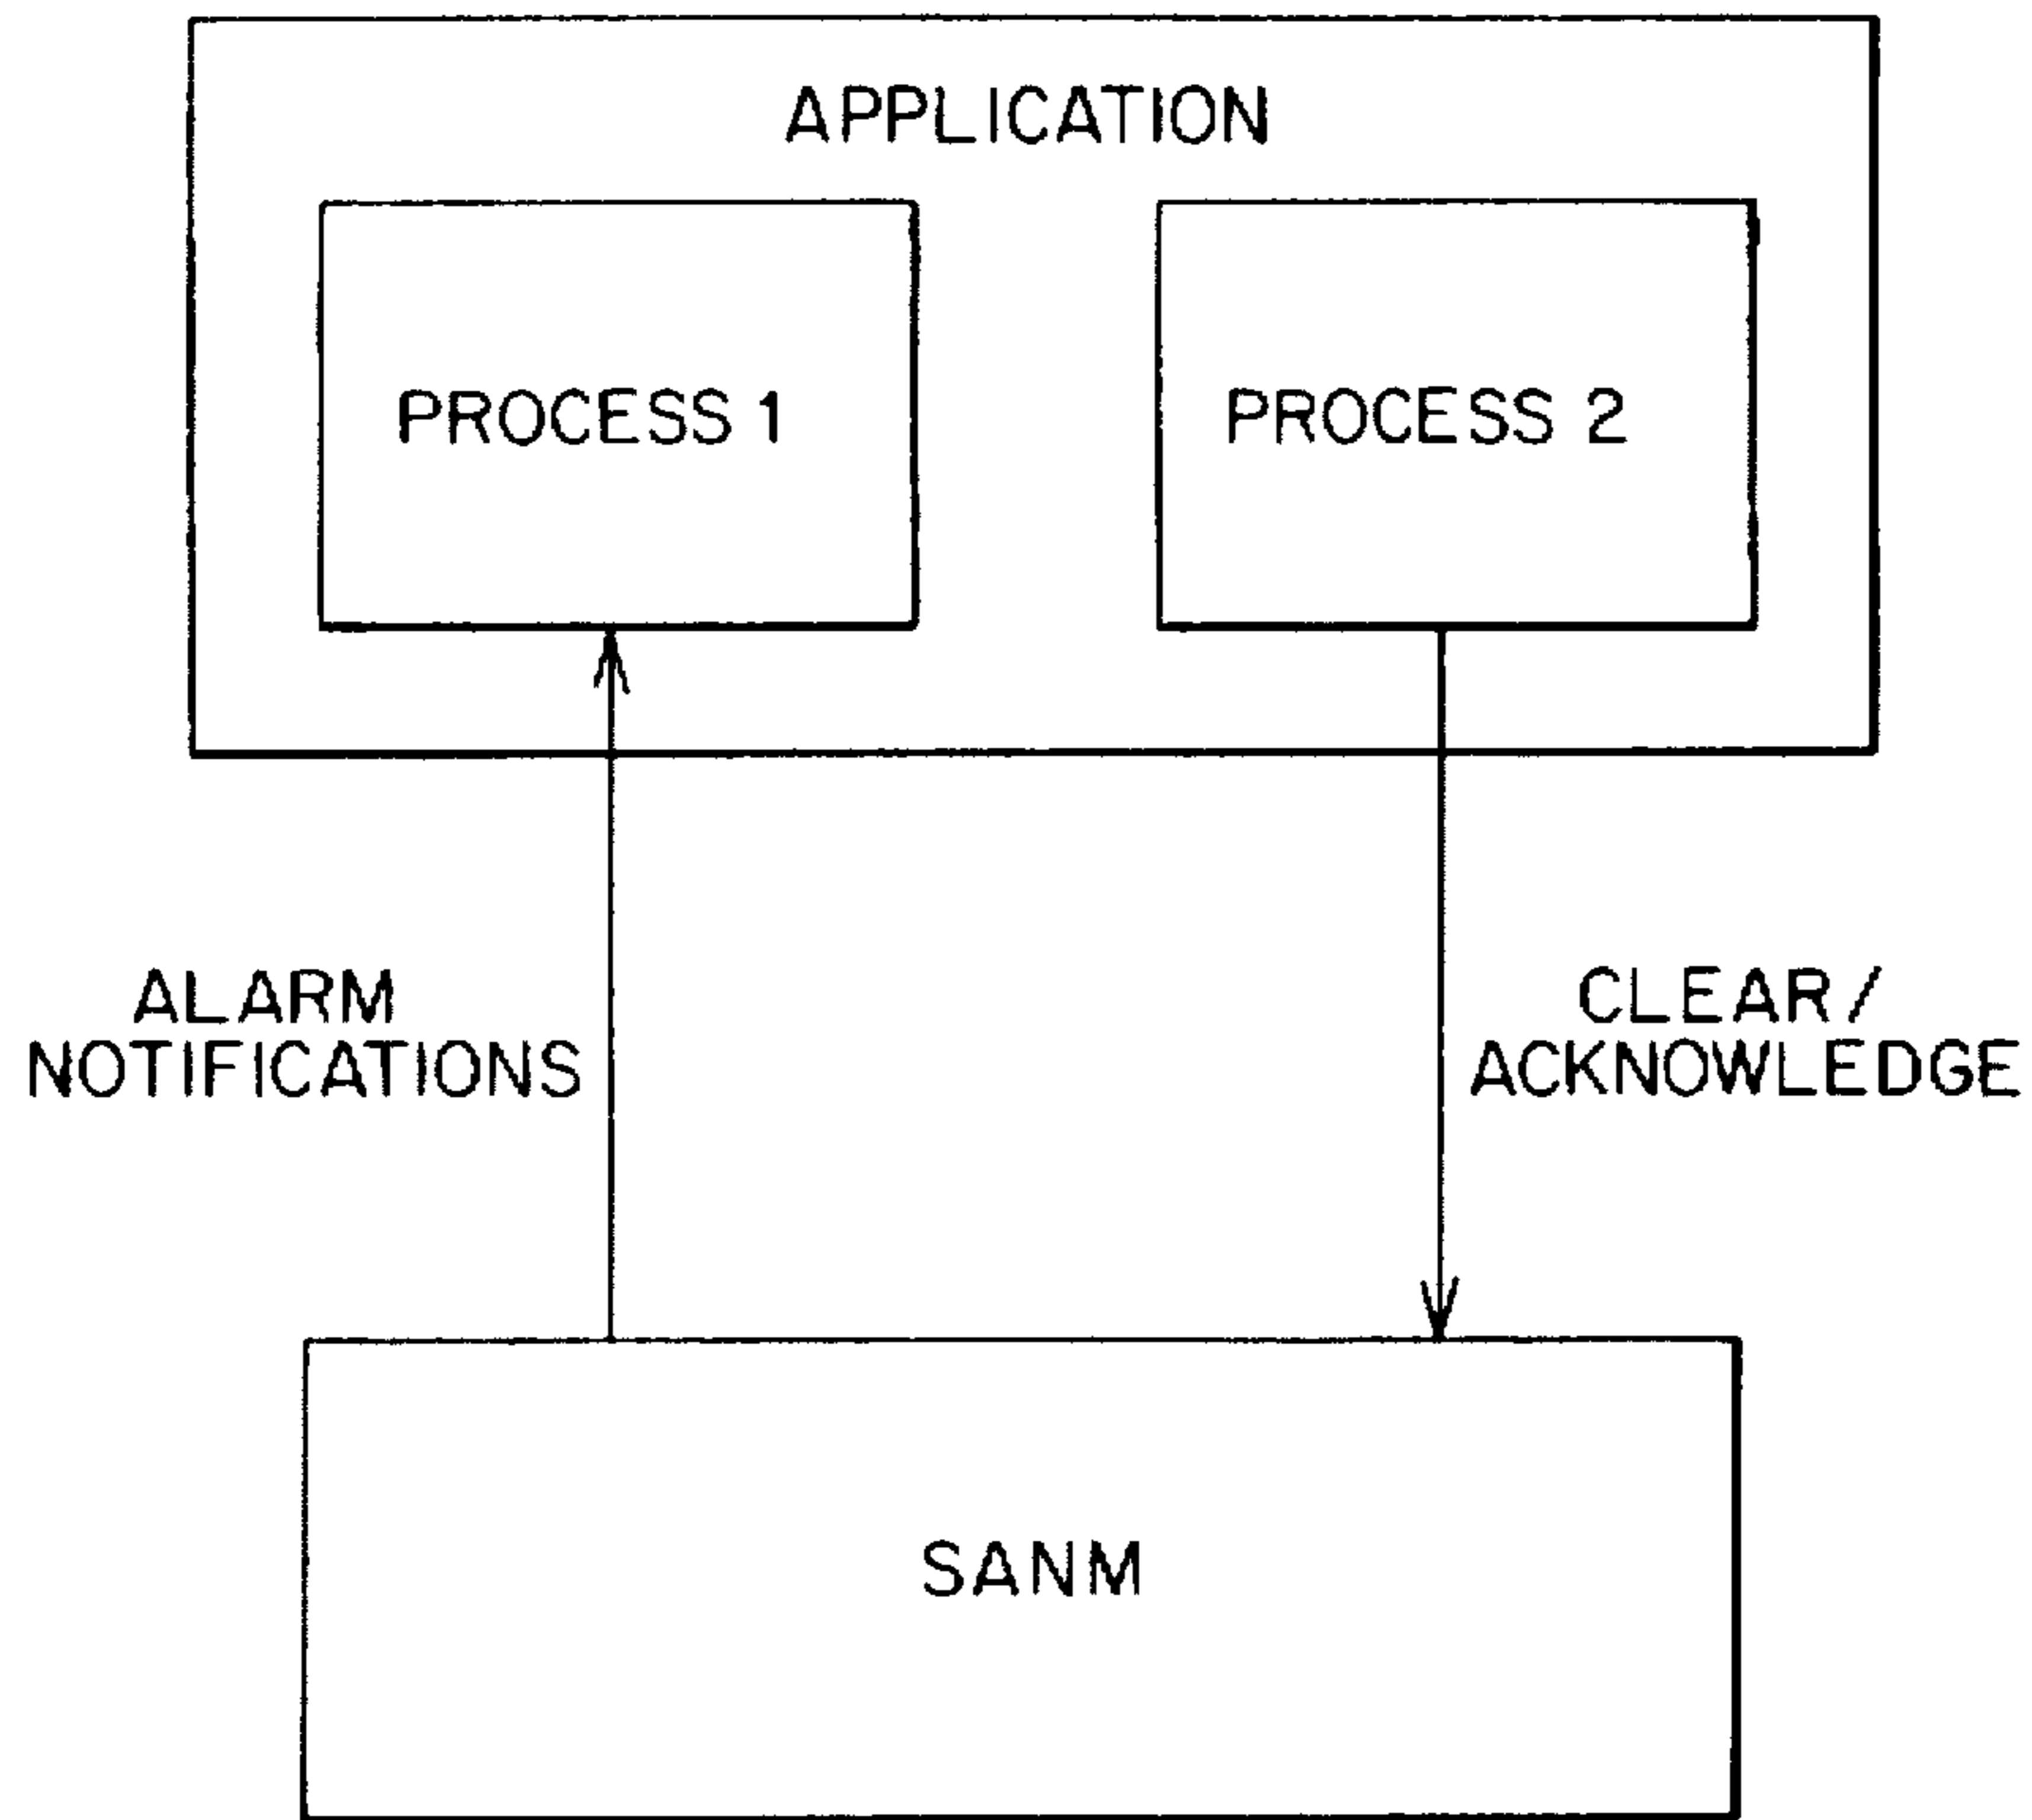 APPLICATION
PROCESS 1
PROCESS 2
ALARM
NOTIFICATIONS
CLEAR/
ACKNOWLEDGE
SANM